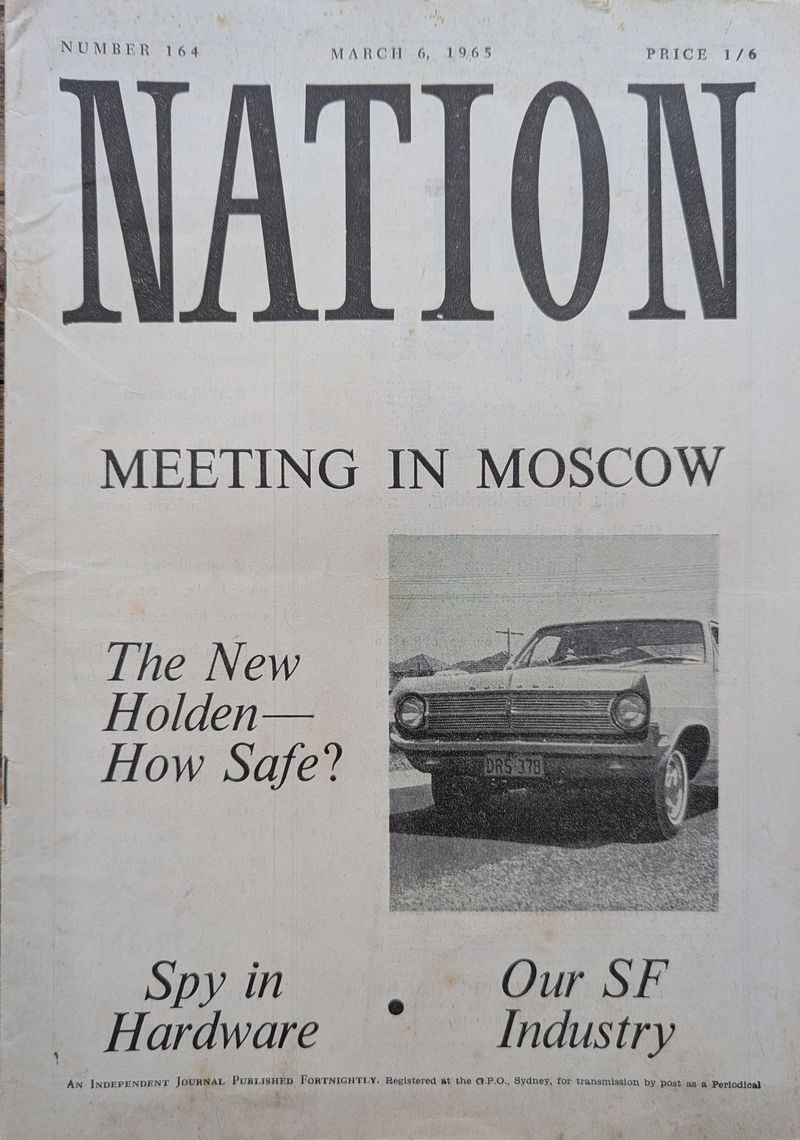 NUMBER 164 MARCH 6, 1965 PRICE 1/6
NATION
MEETING IN MOSCOW
The New
Holden—
How Safe?
HOLDEN
DRS 378
Spy in
Hardware
•
Our SF
Industry
AN INDEPENDENT JOURNAL PUBLISHED FORTNIGHTLY. Registered at the G.P.O., Sydney, for transmission by post as a Periodical